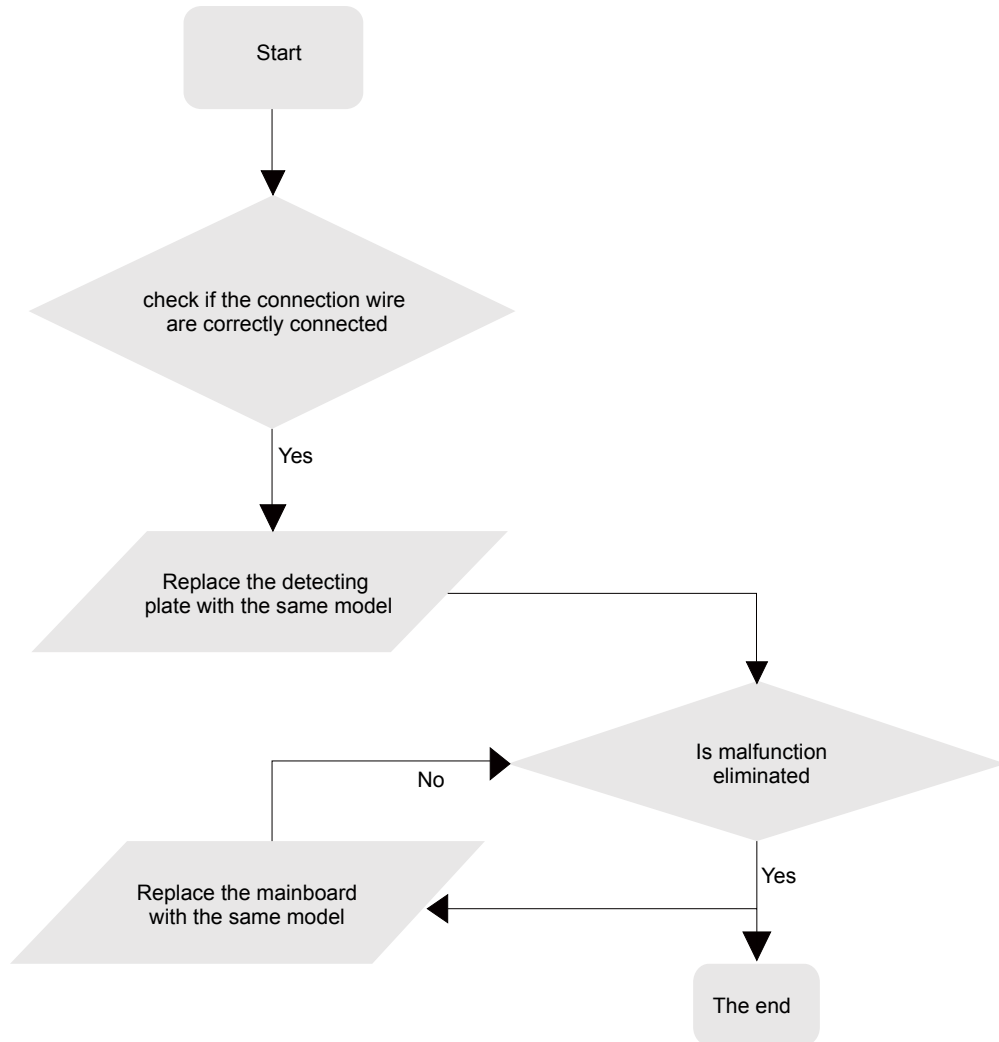 Start
check if the connection wire
are correctly connected
Yes
Replace the detecting
plate with the same model
Is malfunction
eliminated
No
Yes
Replace the mainboard
with the same model
The end